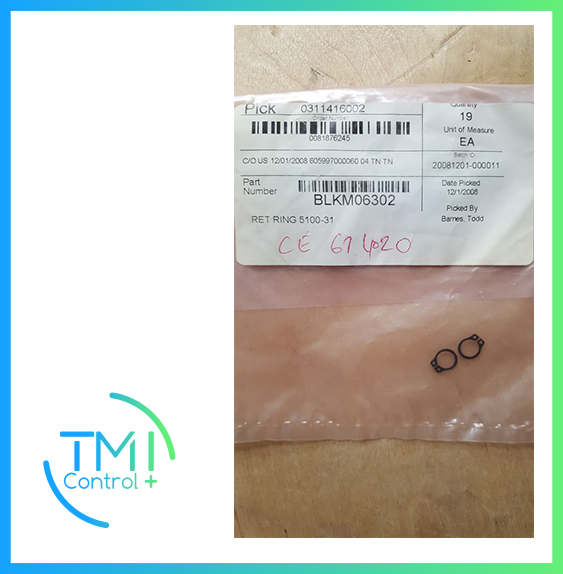 Pick 0311416002
Order Number
0081876245
C/O US 12/01/2008 605997000060 04 TN TN
Part Number
BLKM06302
RET RING 5100-31
CE 61 4020
Quantity
19
Unit of Measure
EA
Batch ID
20081201-000011
Date Picked
12/1/2008
Picked By
Barnes, Todd
TMI
Control +